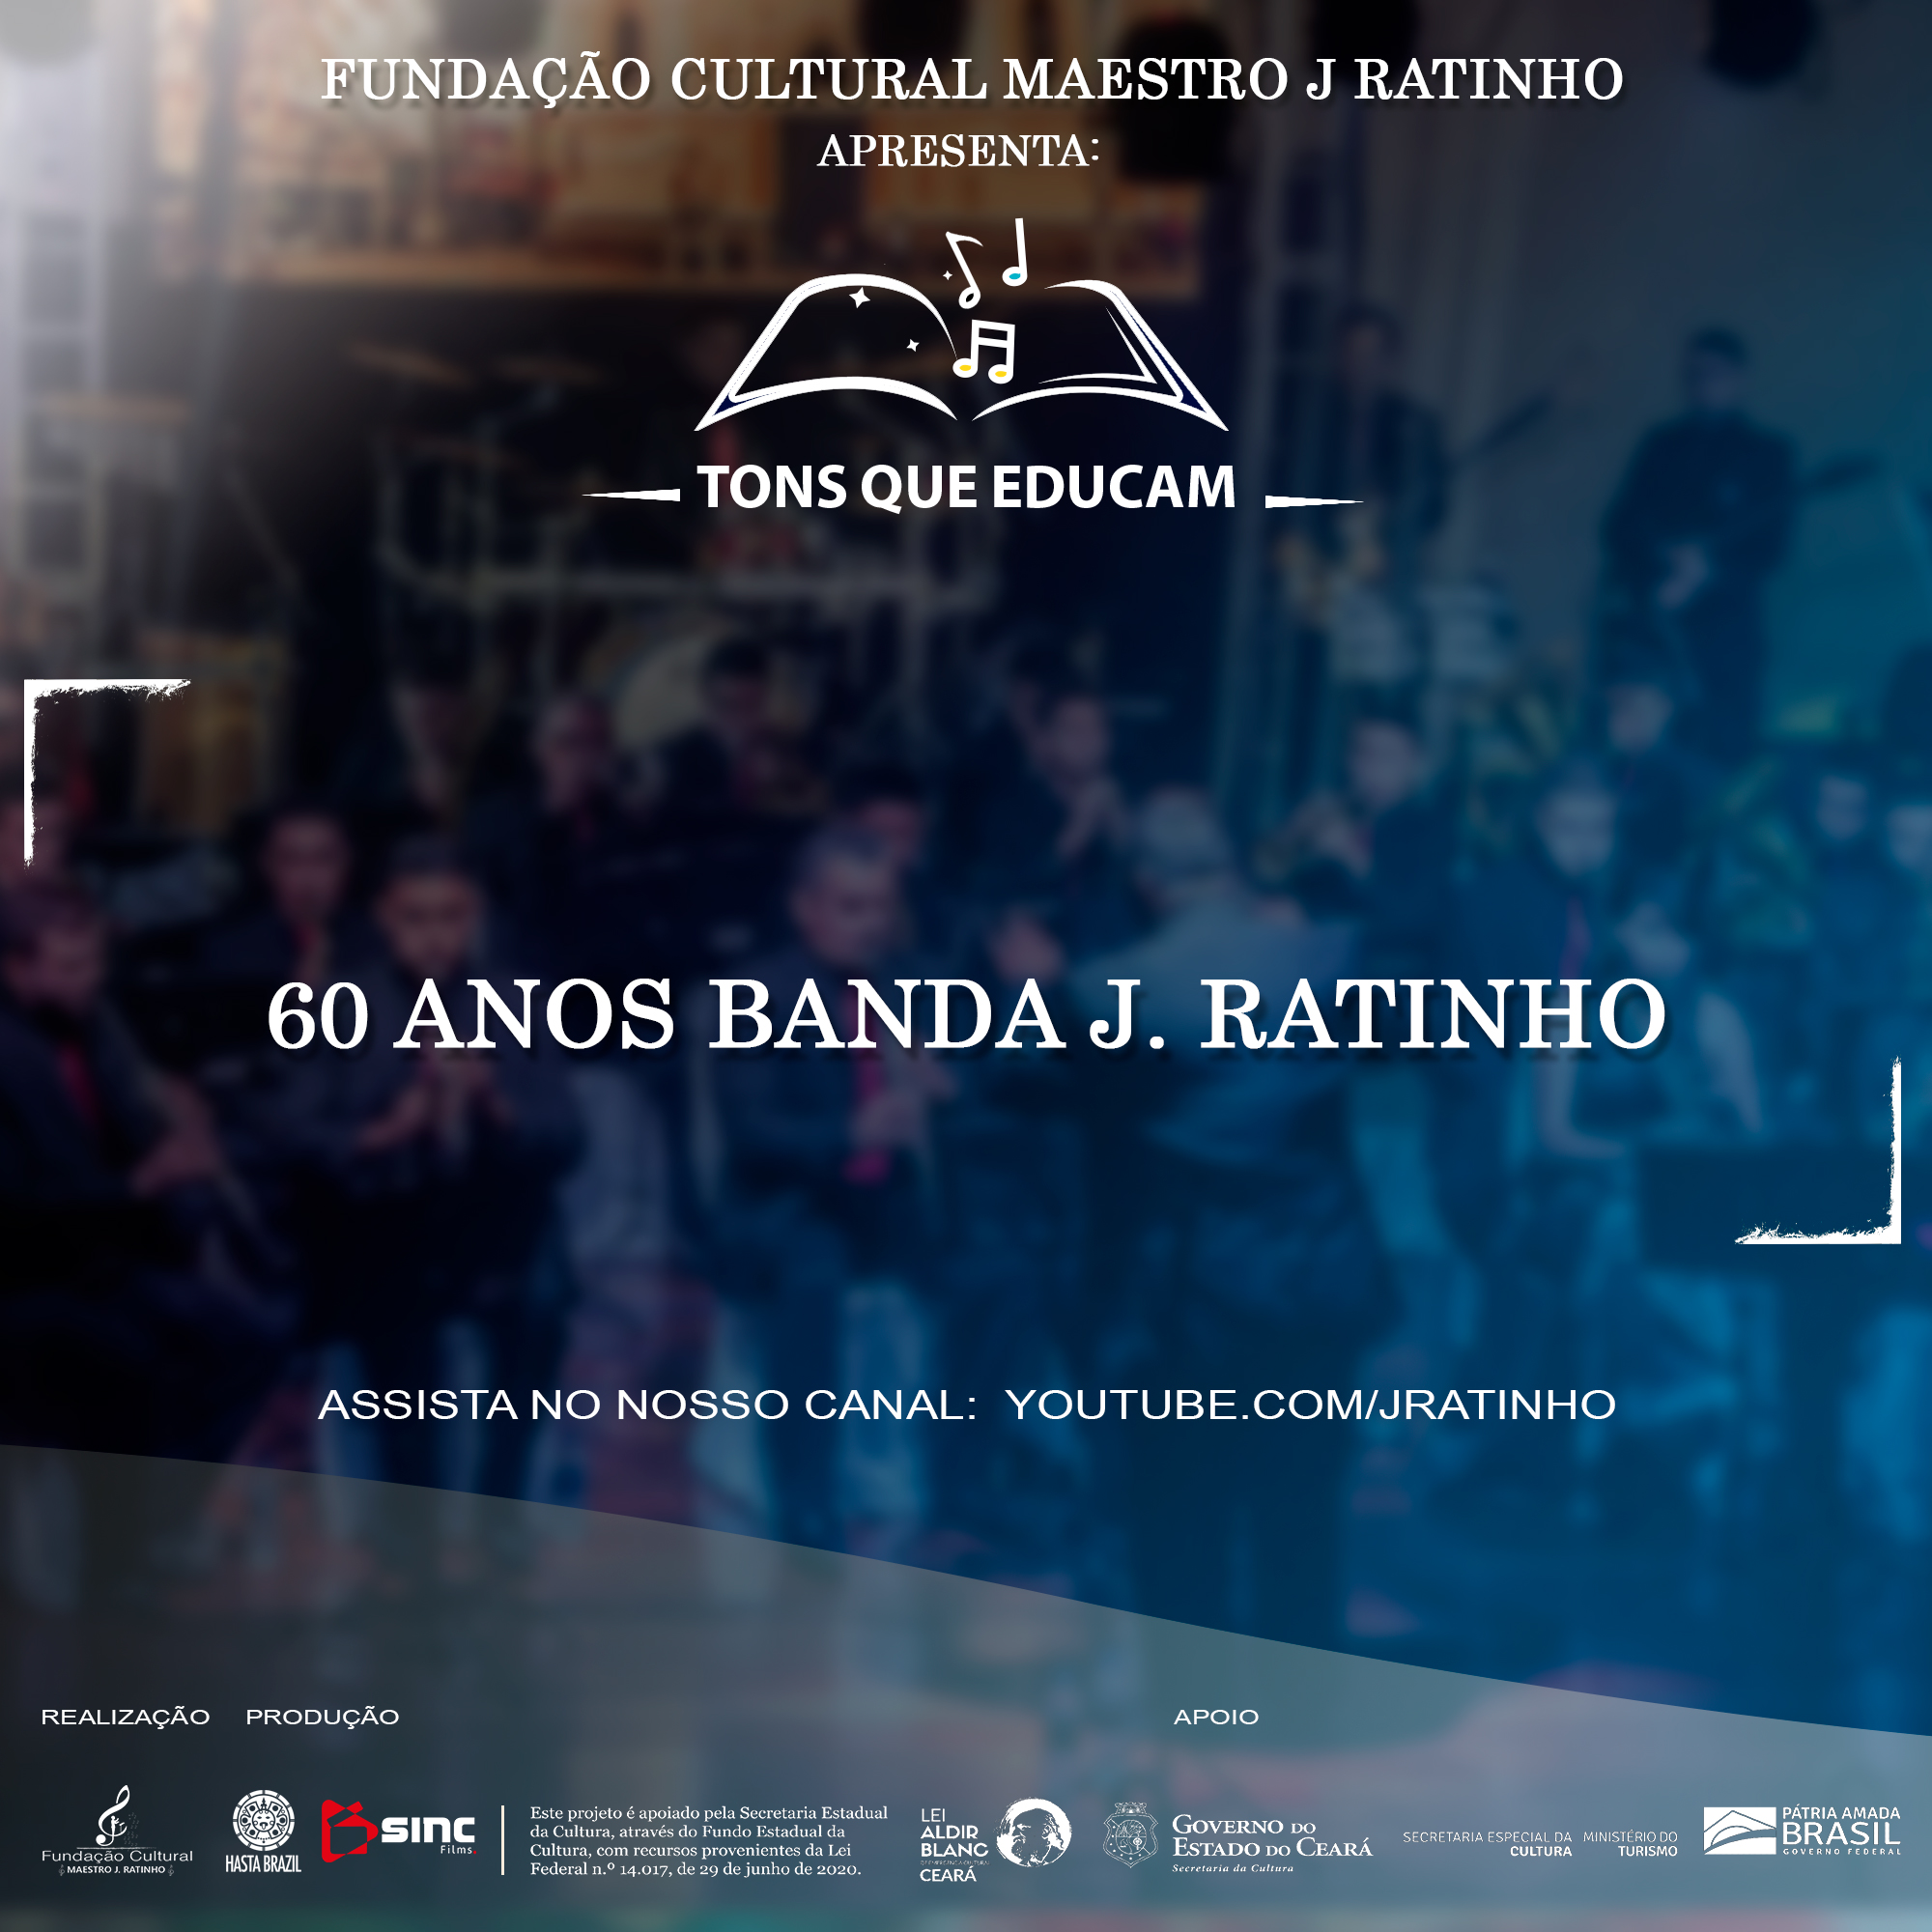 FUNDAÇÃO CULTURAL MAESTRO J RATINHO
APRESENTA:
TONS QUE EDUCAM
60 ANOS BANDA J. RATINHO
ASSISTA NO NOSSO CANAL: YOUTUBE.COM/JRATINHO
REALIZAÇÃO
PRODUÇÃO
APOIO
Fundação Cultural
MAESTRO J. RATINHO
HASTA BRAZIL
SINC
Films.
Este projeto é apoiado pela Secretaria Estadual
da Cultura, através do Fundo Estadual da
Cultura, com recursos provenientes da Lei
Federal n.º 14.017, de 29 de junho de 2020.
LEI
ALDIR
BLANC
CEARÁ
GOVERNO DO
ESTADO DO CEARÁ
Secretaria da Cultura
SECRETARIA ESPECIAL DA
CULTURA
MINISTÉRIO DO
TURISMO
PÁTRIA AMADA
BRASIL
GOVERNO FEDERAL